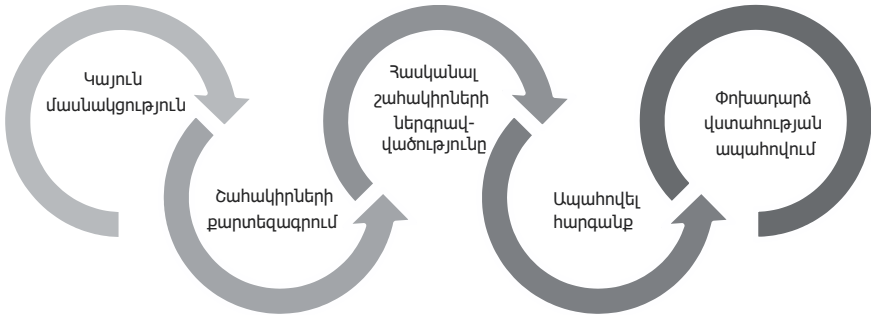 Կայուն
մասնակցություն
Շահակիրների
քարտեզագրում
Հասկանալ
շահակիրների
ներգրավ-
վածությունը
Ապահովել
հարգանք
Փոխադարձ
վստահության
ապահովում